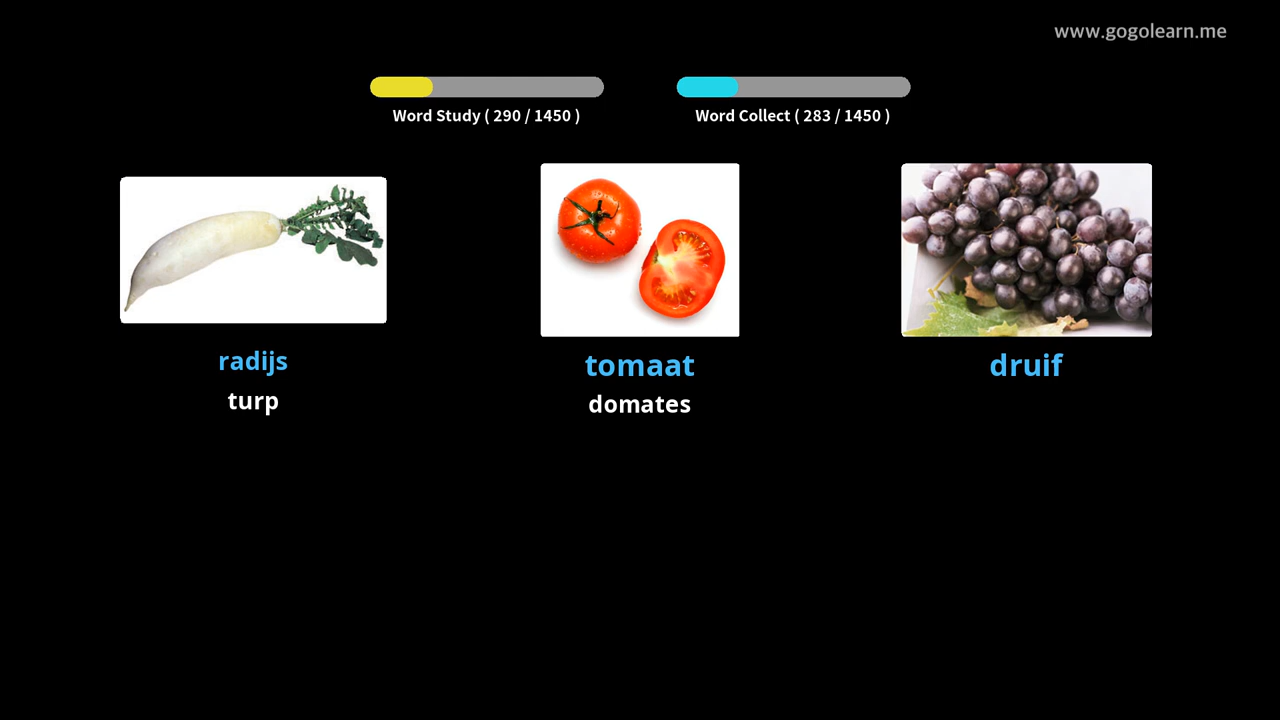 www.gogolearn.me
Word Study ( 290 / 1450 )
Word Collect ( 283 / 1450 )
radijs
turp
tomaat
domates
druif